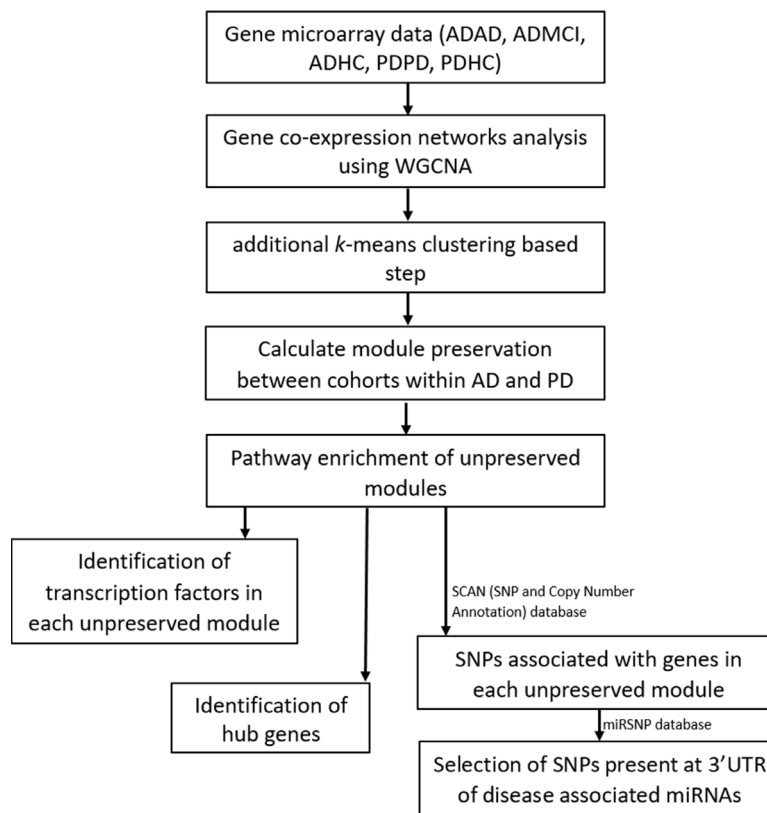 Gene microarray data (ADAD, ADMCI,
ADHC, PDPD, PDHC)
Gene co-expression networks analysis
using WGCNA
additional k-means clustering based
step
Calculate module preservation
between cohorts within AD and PD
Pathway enrichment of unpreserved
modules
Identification of
transcription factors in
each unpreserved module
SCAN (SNP and Copy Number
Annotation) database
SNPs associated with genes in
each unpreserved module
Identification of
hub genes
miRSNP database
Selection of SNPs present at 3’UTR
of disease associated miRNAs